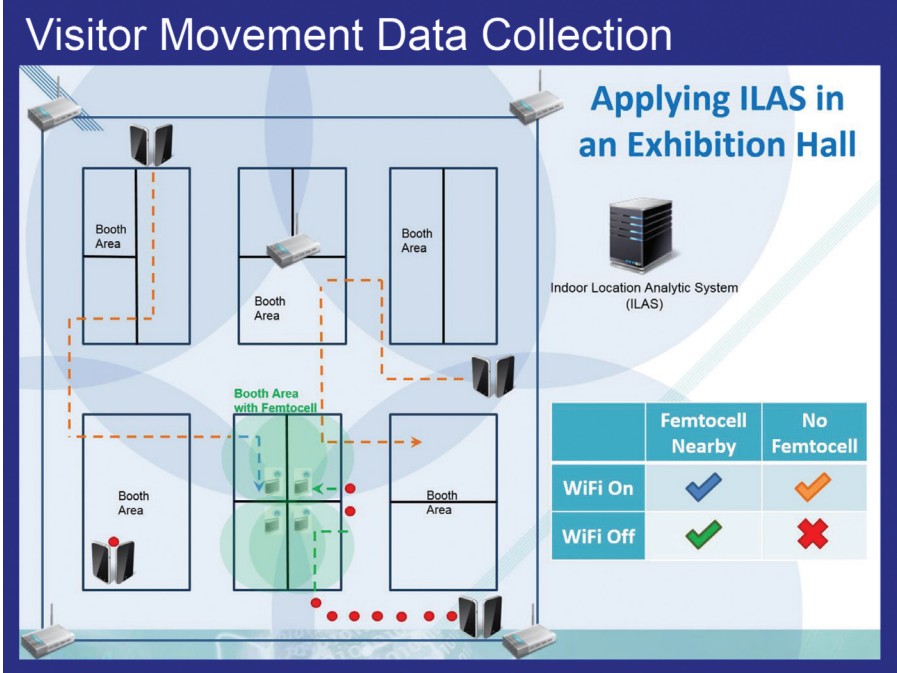 Visitor Movement Data Collection
Applying ILAS in
an Exhibition Hall
Booth
Area
Booth
Area
Booth
Area
Indoor Location Analytic System
(ILAS)
Booth Area
with Femtocell
Femtocell
Nearby
No
Femtocell
WiFi On
WiFi Off
Booth
Area
Booth
Area